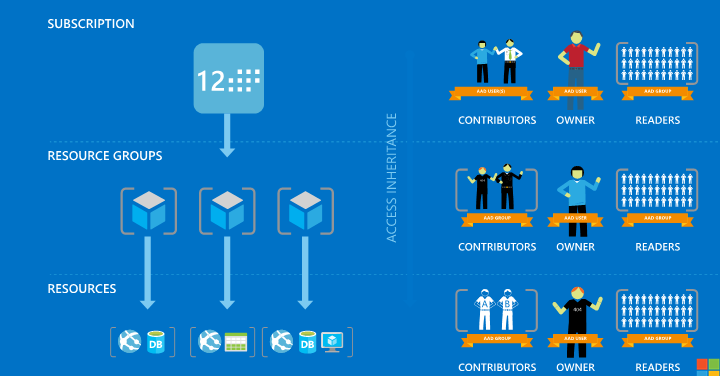 SUBSCRIPTION
12
AAD USER(S)
AAD USER
AAD GROUP
CONTRIBUTORS
OWNER
READERS
ACCESS INHERITANCE
RESOURCE GROUPS
AAD GROUP
AAD USER
AAD GROUP
CONTRIBUTORS
OWNER
READERS
RESOURCES
DB
DB
A
B
AAD GROUP
AAD USER
AAD GROUP
CONTRIBUTORS
OWNER
READERS